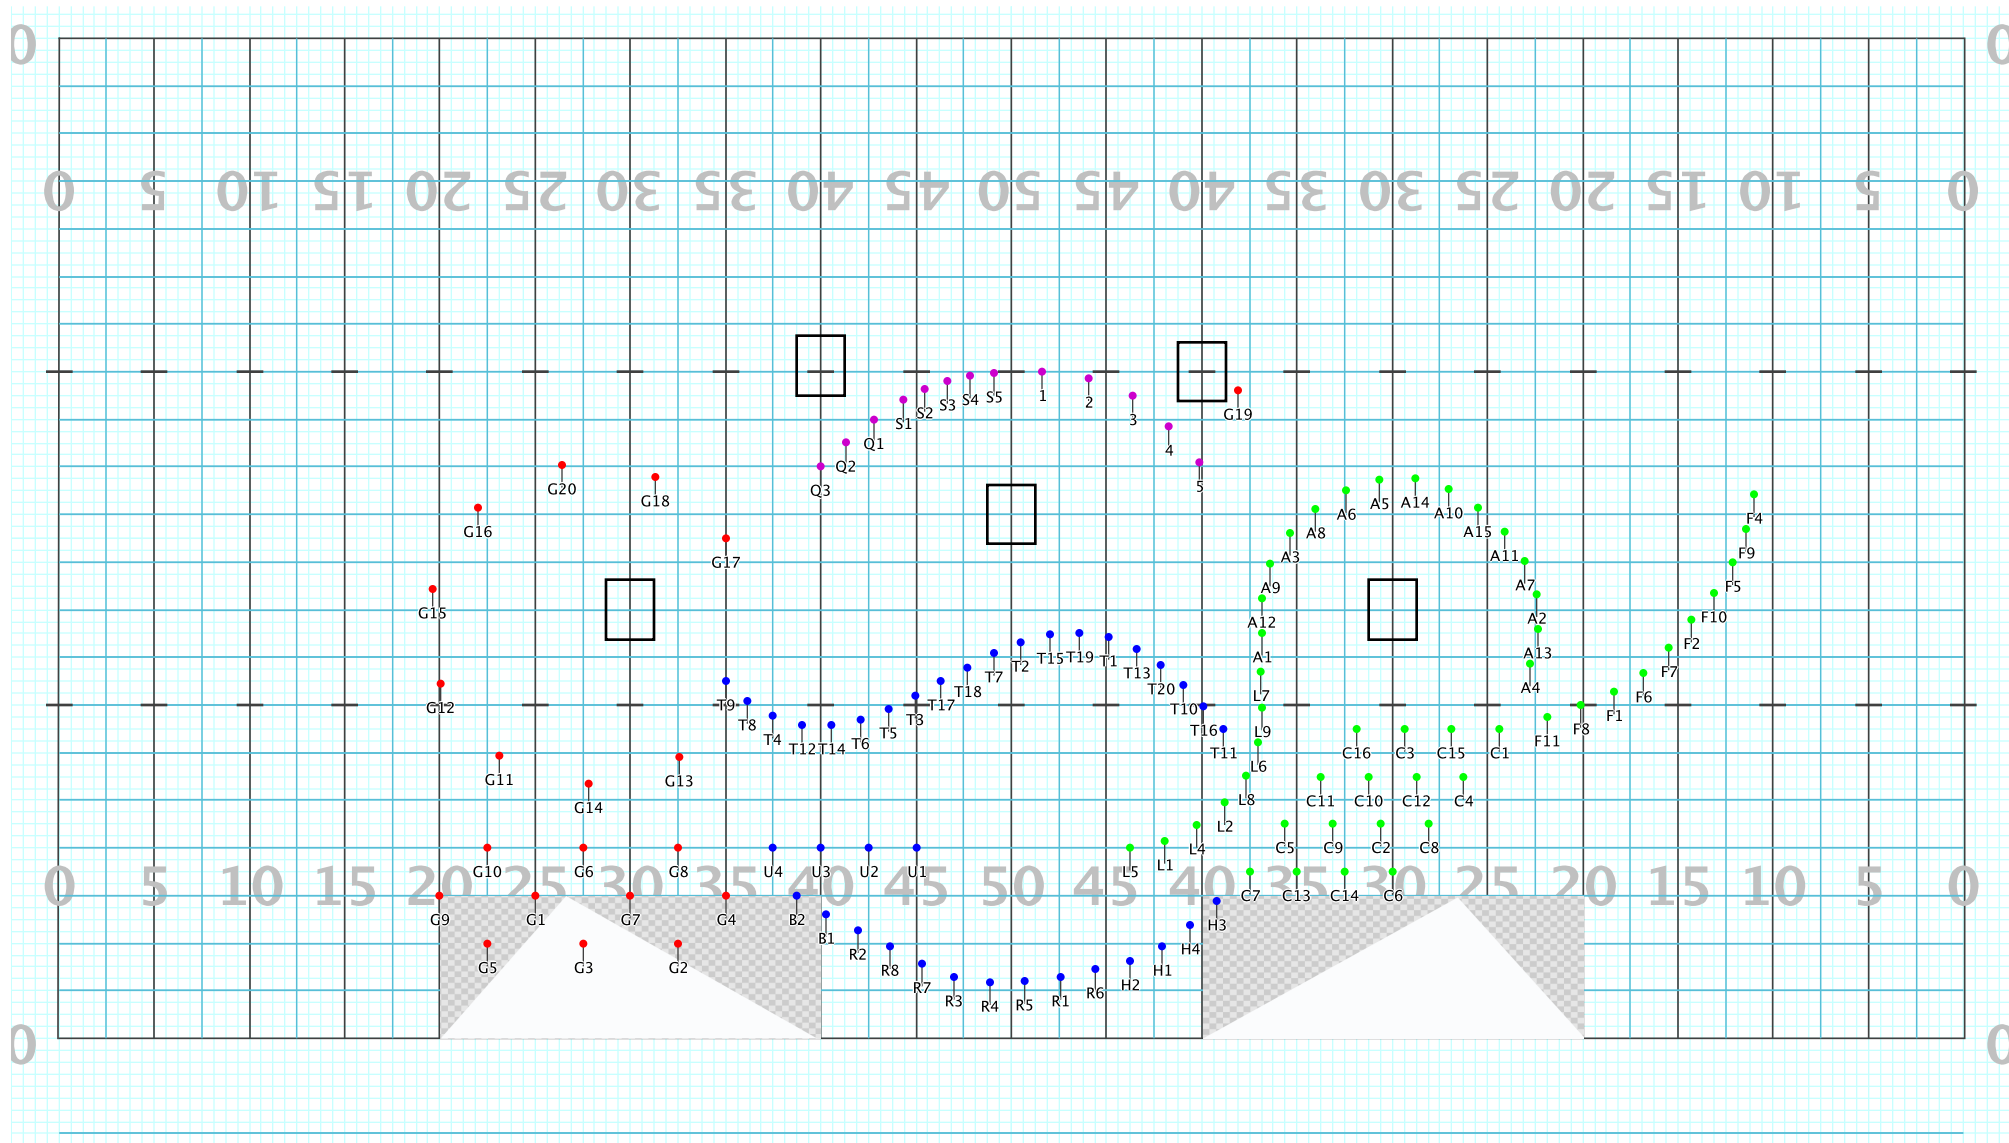 0 0
0 5 10 15 20 25 30 35 40 45 50 45 40 35 30 25 20 15 10 5 0
S1 S2 S3 S4 S5 1 2 3 G19
Q3 Q2 Q1 4 5
G20 G18 A6 A5 A14 A10 A15 F4
G16 G17 A3 A8 A11 F9
G15 A9 A7 F5
A12 A2 F10
T18 T7 T2 T15 T19 T1 T13 A1 A13 F2
G12 T9 T17 T20 L7 A4 F7
T8 T4 T12 T14 T6 T5 T3 T10 T16 T11 L9 F11 F8 F1 F6
G11 G14 G13 L6 C16 C3 C15 C1
L8 C11 C10 C12 C4
L2
G10 G6 G8 U4 U3 U2 U1 L5 L1 L4 C5 C9 C2 C8
0 5 10 15 20 25 30 35 40 45 50 45 40 35 30 25 20 15 10 5 0
G9 G1 G7 G4 B2 C7 C13 C14 C6
B1 H3
G5 G3 G2 R2 R8 R7 R3 R4 R5 R1 R6 H2 H1 H4
0 0